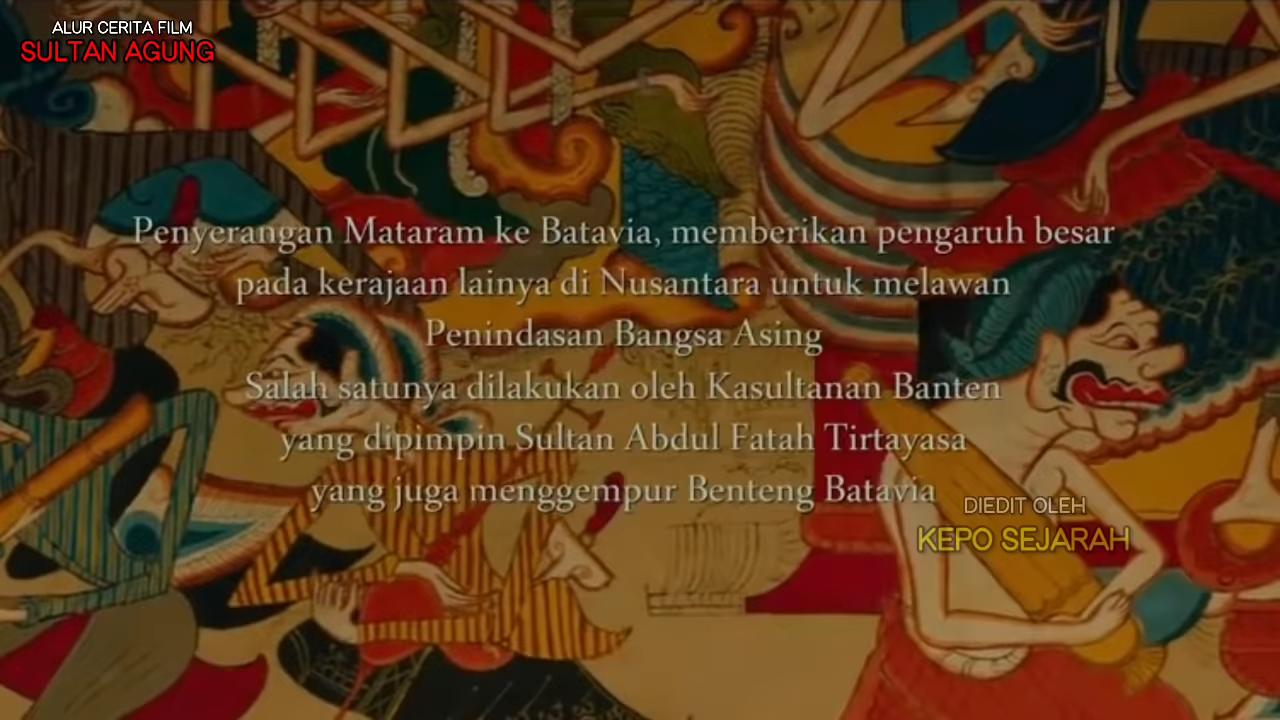 ALUR CERITA FILM
SULTAN AGUNG
Penyerangan Mataram ke Batavia, memberikan pengaruh besar
pada kerajaan lainya di Nusantara untuk melawan
Penindasan Bangsa Asing
Salah satunya dilakukan oleh Kasultanan Banten
yang dipimpin Sultan Abdul Fatah Tirtayasa
yang juga menggempur Benteng Batavia
DIEDIT OLEH
KEPO SEJARAH